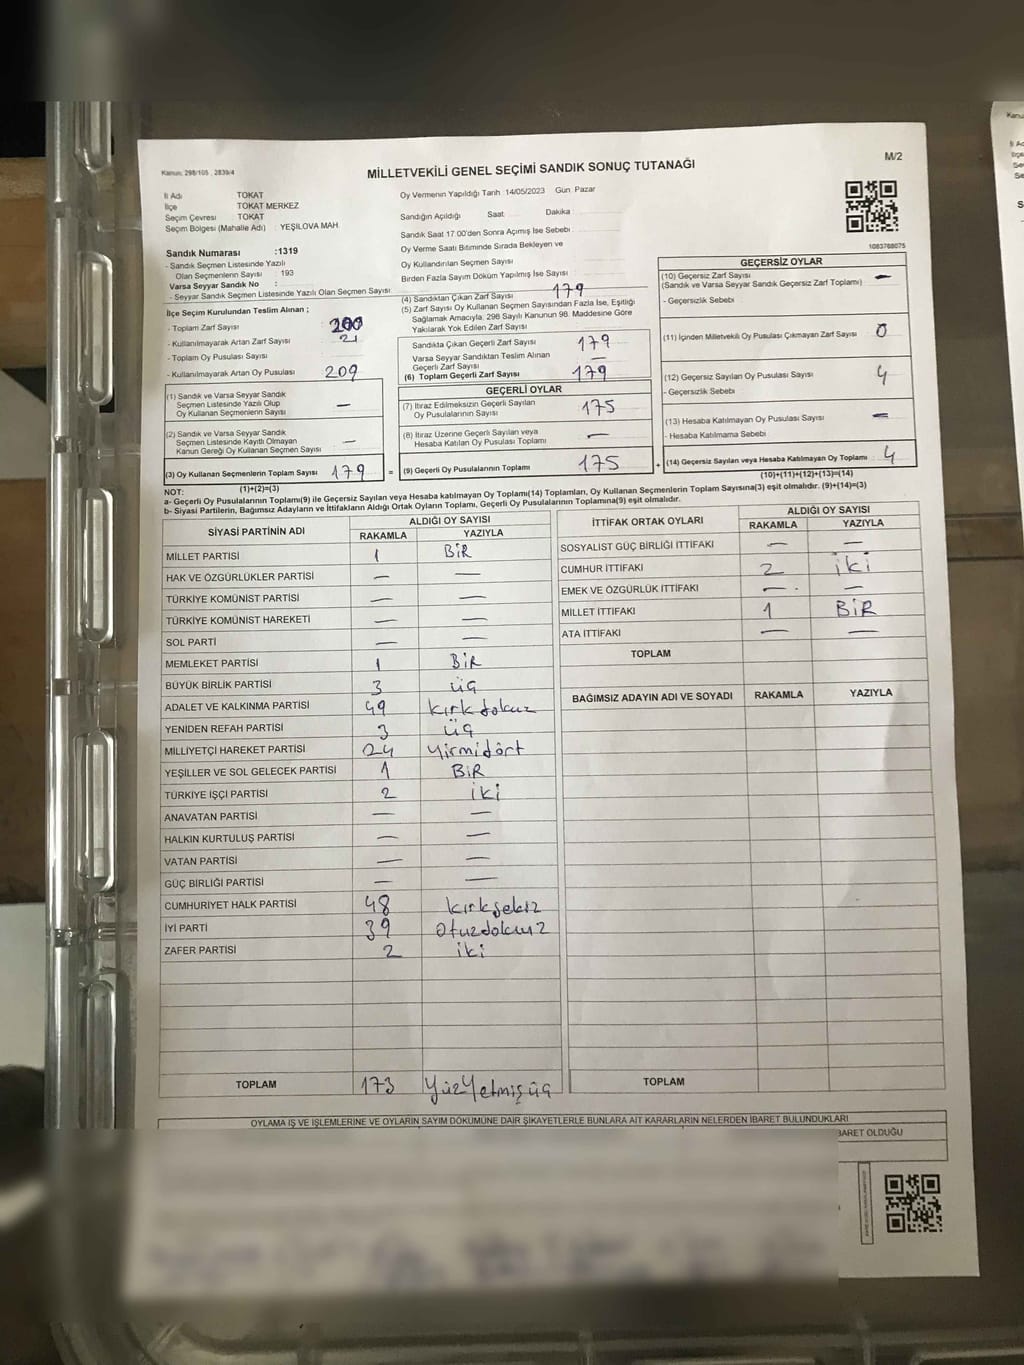 Kanun: 298/105 , 2839/4
MİLLETVEKİLİ GENEL SEÇİMİ SANDIK SONUÇ TUTANAĞI
M/2
İl Adı TOKAT
İlçe TOKAT MERKEZ
Seçim Çevresi TOKAT
Seçim Bölgesi (Mahalle Adı) : YEŞİLOVA MAH
Sandık Numarası :1319
- Sandık Seçmen Listesinde Yazılı
Olan Seçmenlerin Sayısı : 193
Varsa Seyyar Sandık No :
- Seyyar Sandık Seçmen Listesinde Yazılı Olan Seçmen Sayısı
İlçe Seçim Kurulundan Teslim Alınan ;
- Toplam Zarf Sayısı 200
- Kullanılmayarak Artan Zarf Sayısı 21
- Toplam Oy Pusulası Sayısı
- Kullanılmayarak Artan Oy Pusulası 209
(1) Sandık ve Varsa Seyyar Sandık
Seçmen Listesinde Yazılı Olup
Oy Kullanan Seçmenlerin Sayısı —
(2) Sandık ve Varsa Seyyar Sandık
Seçmen Listesinde Kayıtlı Olmayan
Kanun Gereği Oy Kullanan Seçmen Sayısı —
(3) Oy Kullanan Seçmenlerin Toplam Sayısı 179 =
(1)+(2)=(3)
Oy Vermenin Yapıldığı Tarih :14/05/2023 Gün: Pazar
Sandığın Açıldığı Saat Dakika :
Sandık Saat 17:00'den Sonra Açımış İse Sebebi :
Oy Verme Saati Bitiminde Sırada Bekleyen ve
Oy Kullandırılan Seçmen Sayısı
Birden Fazla Sayım Döküm Yapılmış İse Sayısı :
(4) Sandıktan Çıkan Zarf Sayısı 179
(5) Zarf Sayısı Oy Kullanan Seçmen Sayısından Fazla İse, Eşitliği
Sağlamak Amacıyla; 298 Sayılı Kanunun 98. Maddesine Göre
Yakılarak Yok Edilen Zarf Sayısı
Sandıkta Çıkan Geçerli Zarf Sayısı 179
Varsa Seyyar Sandıktan Teslim Alınan
Geçerli Zarf Sayısı —
(6) Toplam Geçerli Zarf Sayısı 179
GEÇERLİ OYLAR
(7) İtiraz Edilmeksizin Geçerli Sayılan
Oy Pusulalarının Sayısı 175
(8) İtiraz Üzerine Geçerli Sayılan veya
Hesaba Katılan Oy Pusulası Toplamı —
(9) Geçerli Oy Pusulalarının Toplamı 175 +
1083768075
GEÇERSİZ OYLAR
(10) Geçersiz Zarf Sayısı —
(Sandık ve Varsa Seyyar Sandık Geçersiz Zarf Toplamı)
- Geçersizlik Sebebi
(11) İçinden Milletvekili Oy Pusulası Çıkmayan Zarf Sayısı 0
(12) Geçersiz Sayılan Oy Pusulası Sayısı 4
- Geçersizlik Sebebi
(13) Hesaba Katılmayan Oy Pusulası Sayısı —
- Hesaba Katılmama Sebebi
(14) Geçersiz Sayılan veya Hesaba Katılmayan Oy Toplamı 4
(10)+(11)+(12)+(13)=(14)
NOT:
a- Geçerli Oy Pusulalarının Toplamı(9) ile Geçersiz Sayılan veya Hesaba katılmayan Oy Toplamı(14) Toplamları, Oy Kullanan Seçmenlerin Toplam Sayısına(3) eşit olmalıdır. (9)+(14)=(3)
b- Siyasi Partilerin, Bağımsız Adayların ve İttifakların Aldığı Ortak Oyların Toplamı, Geçerli Oy Pusulalarının Toplamına(9) eşit olmalıdır.
SİYASİ PARTİNİN ADI ALDIĞI OY SAYISI
RAKAMLA YAZIYLA
MİLLET PARTİSİ 1 BİR
HAK VE ÖZGÜRLÜKLER PARTİSİ — —
TÜRKİYE KOMÜNİST PARTİSİ — —
TÜRKİYE KOMÜNİST HAREKETİ — —
SOL PARTİ — —
MEMLEKET PARTİSİ 1 BİR
BÜYÜK BİRLİK PARTİSİ 3 üç
ADALET VE KALKINMA PARTİSİ 49 kırkdokuz
YENİDEN REFAH PARTİSİ 3 üç
MİLLİYETÇİ HAREKET PARTİSİ 24 Yirmidört
YEŞİLLER VE SOL GELECEK PARTİSİ 1 BİR
TÜRKİYE İŞÇİ PARTİSİ 2 iki
ANAVATAN PARTİSİ — —
HALKIN KURTULUŞ PARTİSİ — —
VATAN PARTİSİ — —
GÜÇ BİRLİĞİ PARTİSİ — —
CUMHURİYET HALK PARTİSİ 48 kırksekiz
İYİ PARTİ 39 otuzdokuz
ZAFER PARTİSİ 2 iki
TOPLAM 173 YüzYetmişüç
İTTİFAK ORTAK OYLARI ALDIĞI OY SAYISI
RAKAMLA YAZIYLA
SOSYALİST GÜÇ BİRLİĞİ İTTİFAKI — —
CUMHUR İTTİFAKI 2 iki
EMEK VE ÖZGÜRLÜK İTTİFAKI — —
MİLLET İTTİFAKI 1 BİR
ATA İTTİFAKI — —
TOPLAM
BAĞIMSIZ ADAYIN ADI VE SOYADI RAKAMLA YAZIYLA
TOPLAM
OYLAMA İŞ VE İŞLEMLERİNE VE OYLARIN SAYIM DÖKÜMÜNE DAİR ŞİKAYETLERLE BUNLARA AİT KARARLARIN NELERDEN İBARET BULUNDUKLARI
BARET OLDUĞU